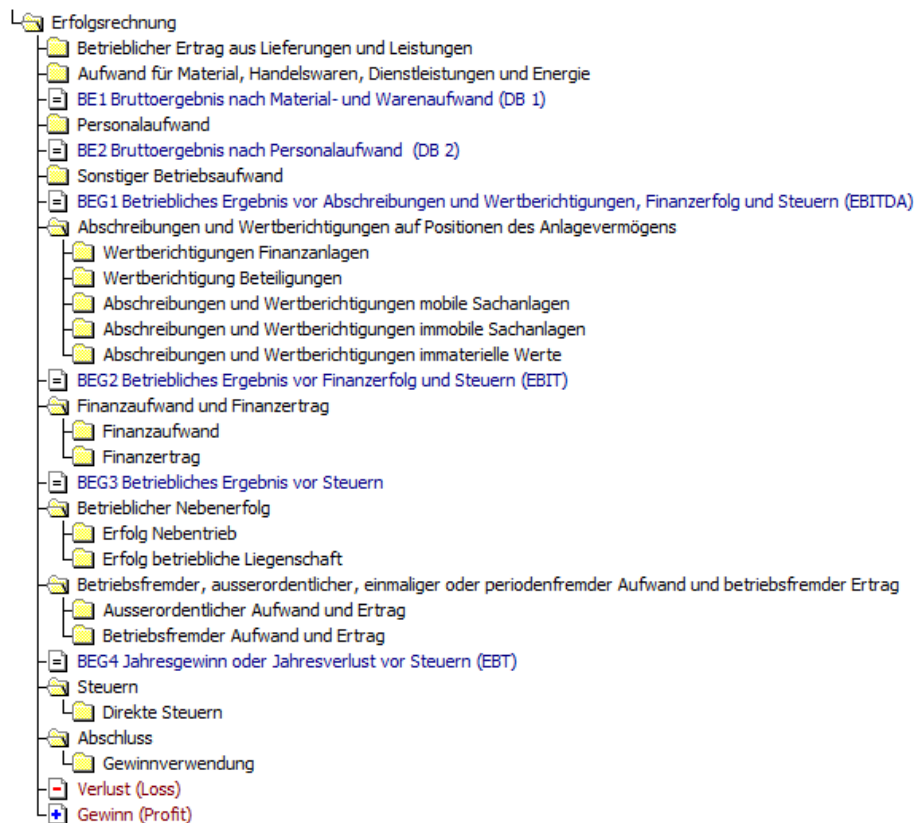 Erfolgsrechnung
Betrieblicher Ertrag aus Lieferungen und Leistungen
Aufwand für Material, Handelswaren, Dienstleistungen und Energie
BE1 Bruttoergebnis nach Material- und Warenaufwand (DB 1)
Personalaufwand
BE2 Bruttoergebnis nach Personalaufwand (DB 2)
Sonstiger Betriebsaufwand
BEG1 Betriebliches Ergebnis vor Abschreibungen und Wertberichtigungen, Finanzerfolg und Steuern (EBITDA)
Abschreibungen und Wertberichtigungen auf Positionen des Anlagevermögens
Wertberichtigungen Finanzanlagen
Wertberichtigung Beteiligungen
Abschreibungen und Wertberichtigungen mobile Sachanlagen
Abschreibungen und Wertberichtigungen immobile Sachanlagen
Abschreibungen und Wertberichtigungen immaterielle Werte
BEG2 Betriebliches Ergebnis vor Finanzerfolg und Steuern (EBIT)
Finanzaufwand und Finanzertrag
Finanzaufwand
Finanzertrag
BEG3 Betriebliches Ergebnis vor Steuern
Betrieblicher Nebenerfolg
Erfolg Nebentrieb
Erfolg betriebliche Liegenschaft
Betriebsfremder, ausserordentlicher, einmaliger oder periodenfremder Aufwand und betriebsfremder Ertrag
Ausserordentlicher Aufwand und Ertrag
Betriebsfremder Aufwand und Ertrag
BEG4 Jahresgewinn oder Jahresverlust vor Steuern (EBT)
Steuern
Direkte Steuern
Abschluss
Gewinnverwendung
Verlust (Loss)
Gewinn (Profit)